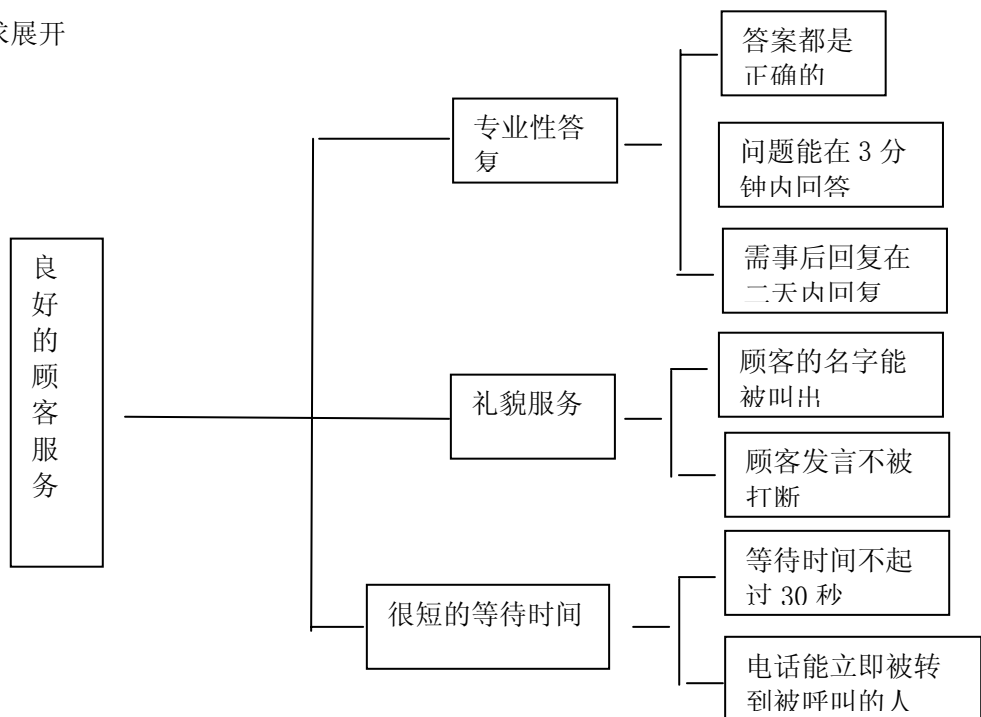 求展开
答案都是
正确的
专业性答
复
问题能在 3 分
钟内回答
需事后回复在
二天内回复
良
好
的
顾
客
服
务
礼貌服务
顾客的名字能
被叫出
顾客发言不被
打断
很短的等待时间
等待时间不起
过 30 秒
电话能立即被转
到被呼叫的人